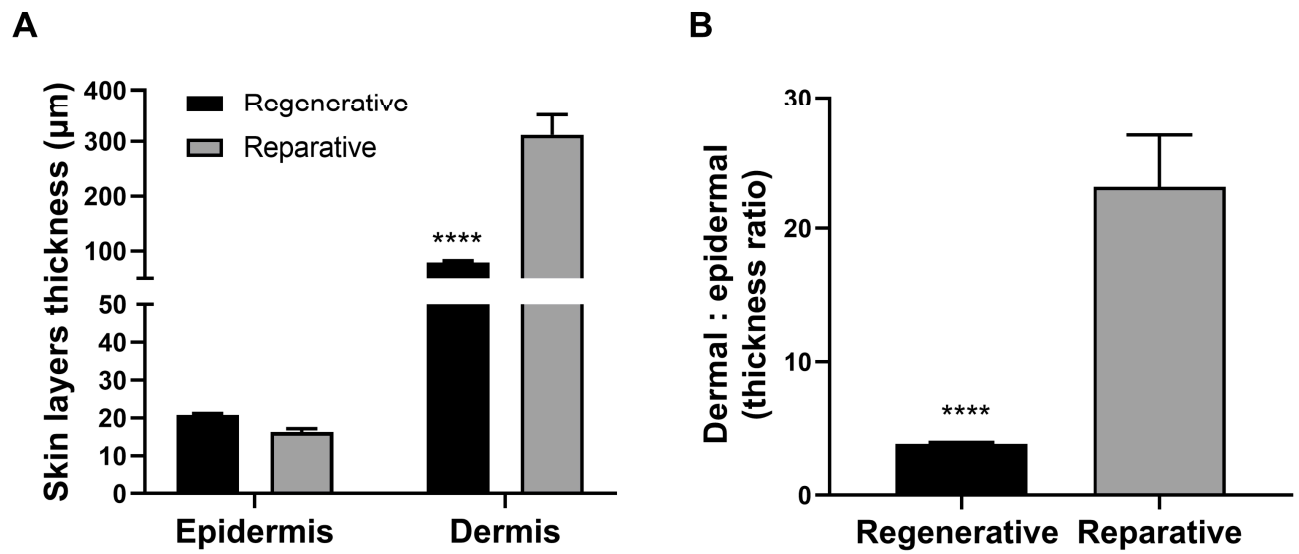 A
Skin layers thickness (µm)
400
300
200
100
50
40
30
20
10
0
Regenerative
Reparative
****
Epidermis
Dermis
B
Dermal : epidermal
(thickness ratio)
30
20
10
0
****
Regenerative
Reparative